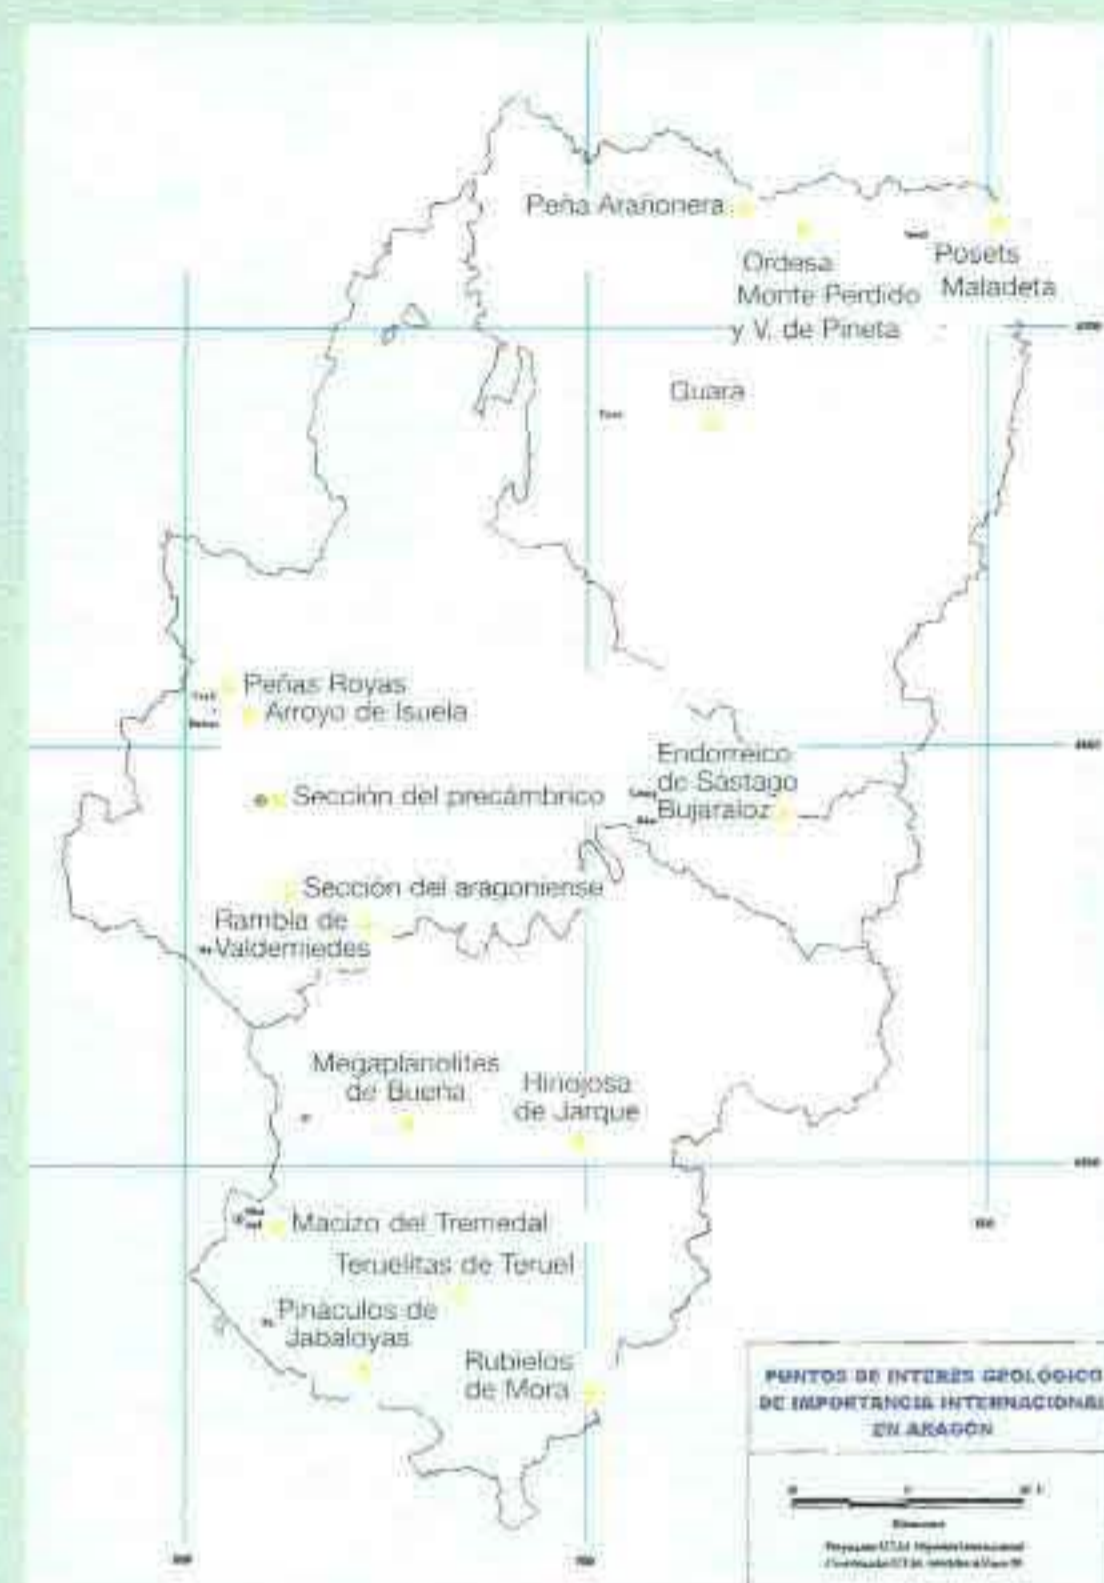 Peña Arañonera
Ordesa
Monte Perdido
y V. de Pineta
Posets
Maladeta
Guara
Peñas Royas
Arroyo de Isuela
Sección del precámbrico
Endorreico
de Sástago
Bujaraloz
Sección del aragoniense
Rambla de
Valdemiedes
Megaplanolites
de Bueña
Hinojosa
de Jarque
Macizo del Tremedal
Teruelitas de Teruel
Pináculos de
Jabaloyas
Rubielos
de Mora
PUNTOS DE INTERÉS GEOLÓGICO
DE IMPORTANCIA INTERNACIONAL
EN ARAGÓN